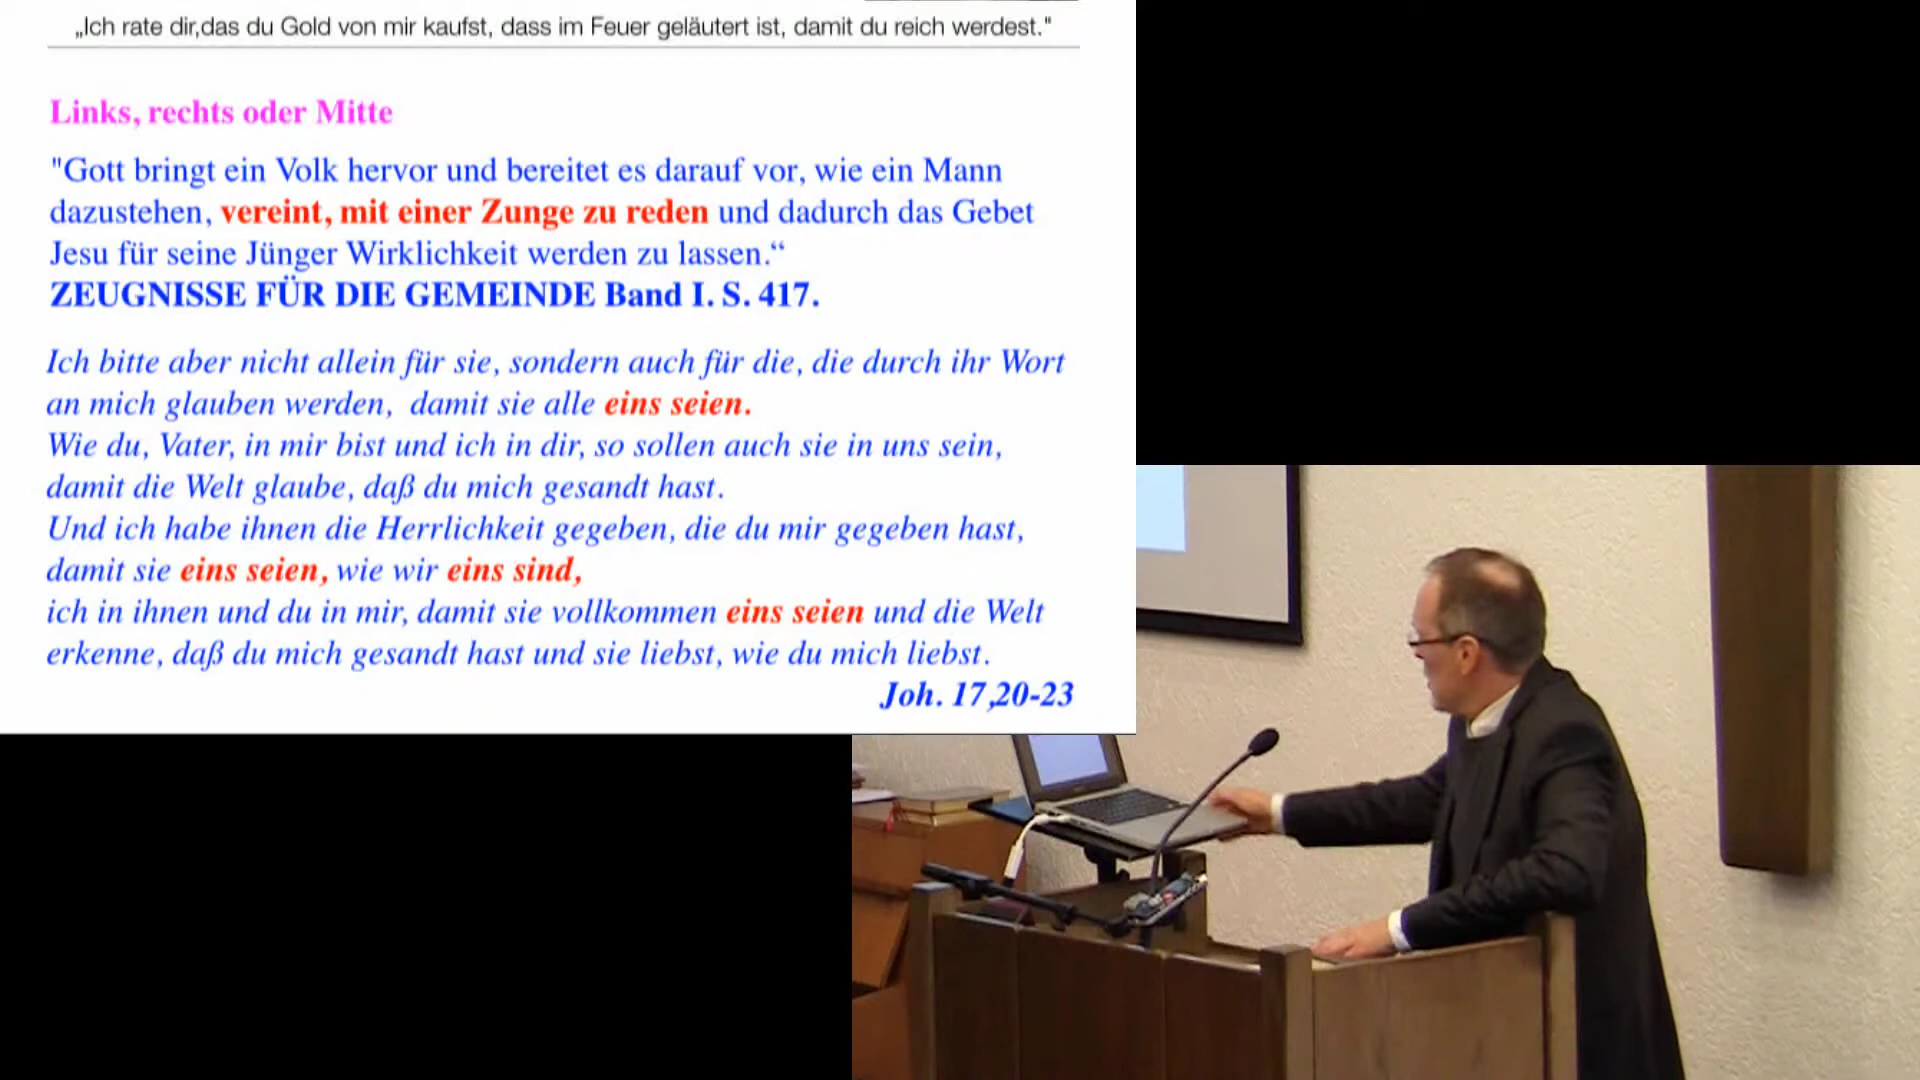 „Ich rate dir,das du Gold von mir kaufst, dass im Feuer geläutert ist, damit du reich werdest."
Links, rechts oder Mitte
"Gott bringt ein Volk hervor und bereitet es darauf vor, wie ein Mann
dazustehen, vereint, mit einer Zunge zu reden und dadurch das Gebet
Jesu für seine Jünger Wirklichkeit werden zu lassen.“
ZEUGNISSE FÜR DIE GEMEINDE Band I. S. 417.
Ich bitte aber nicht allein für sie, sondern auch für die, die durch ihr Wort
an mich glauben werden, damit sie alle eins seien.
Wie du, Vater, in mir bist und ich in dir, so sollen auch sie in uns sein,
damit die Welt glaube, daß du mich gesandt hast.
Und ich habe ihnen die Herrlichkeit gegeben, die du mir gegeben hast,
damit sie eins seien, wie wir eins sind,
ich in ihnen und du in mir, damit sie vollkommen eins seien und die Welt
erkenne, daß du mich gesandt hast und sie liebst, wie du mich liebst.
Joh. 17,20-23